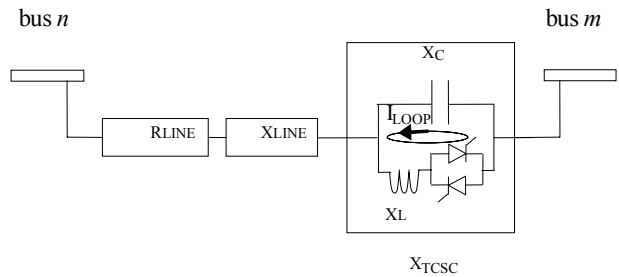 bus n
bus m
XC
ILOOP
RLINE
XLINE
XL
XTCSC